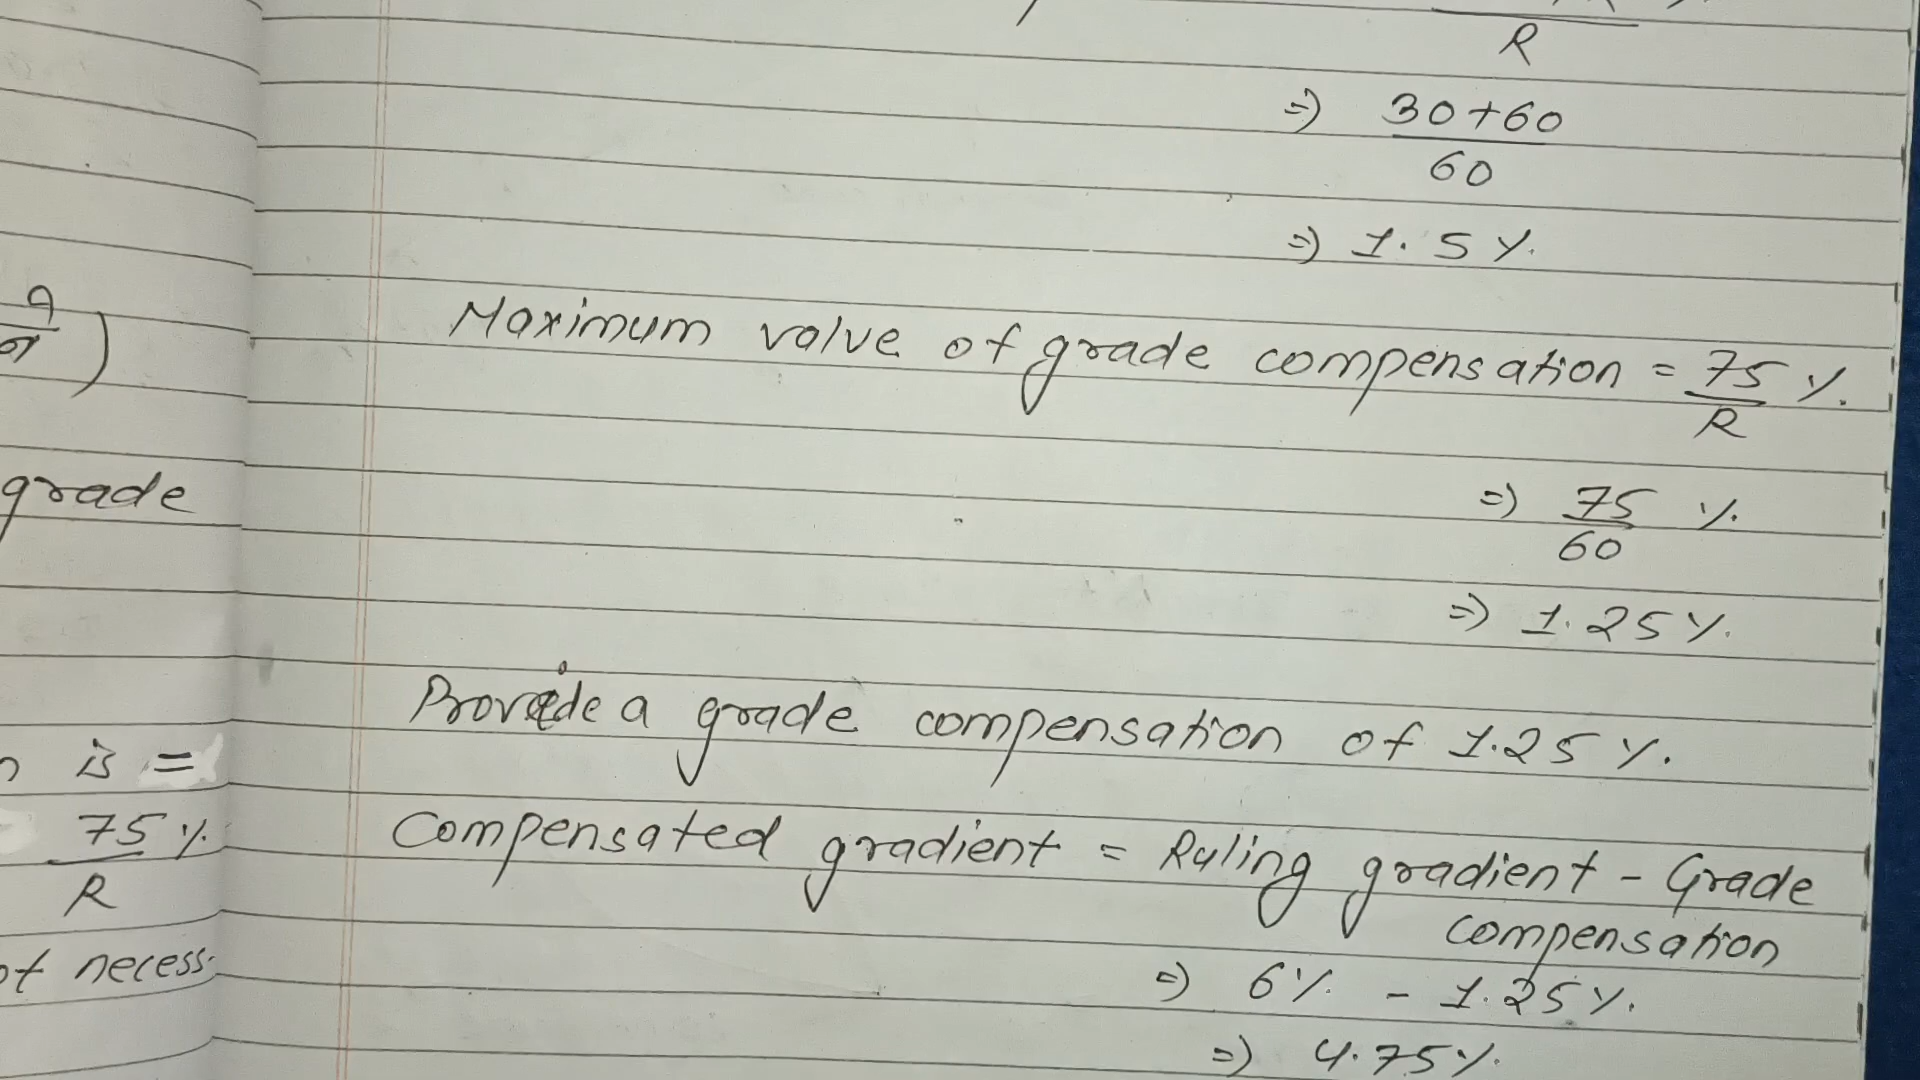 R
=) 30+60
60
=) 1.5 %.
Maximum value of grade compensation = 75 %.
R
=) 75 %.
60
=) 1.25 %.
Provide a grade compensation of 1.25 %.
Compensated gradient = Ruling gradient - Grade
compensation
=) 6 %. - 1.25 %.
=) 4.75 %.
grade
is =
75 %.
R
necess-